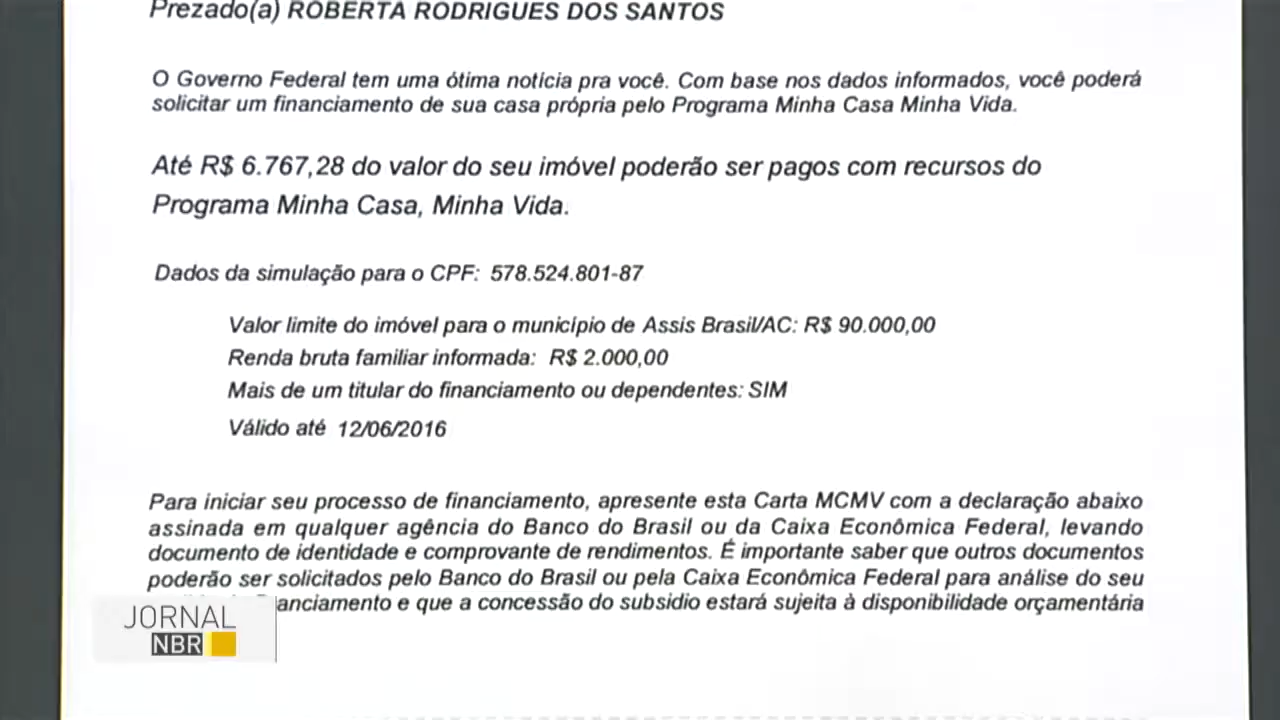 Prezado(a) ROBERTA RODRIGUES DOS SANTOS
O Governo Federal tem uma ótima notícia pra você. Com base nos dados informados, você poderá
solicitar um financiamento de sua casa própria pelo Programa Minha Casa Minha Vida.
Até R$ 6.767,28 do valor do seu imóvel poderão ser pagos com recursos do
Programa Minha Casa, Minha Vida.
Dados da simulação para o CPF: 578.524.801-87
Valor limite do imóvel para o município de Assis Brasil/AC: R$ 90.000,00
Renda bruta familiar informada: R$ 2.000,00
Mais de um titular do financiamento ou dependentes: SIM
Válido até 12/06/2016
Para iniciar seu processo de financiamento, apresente esta Carta MCMV com a declaração abaixo
assinada em qualquer agência do Banco do Brasil ou da Caixa Econômica Federal, levando
documento de identidade e comprovante de rendimentos. É importante saber que outros documentos
poderão ser solicitados pelo Banco do Brasil ou pela Caixa Econômica Federal para análise do seu
anciamento e que a concessão do subsídio estará sujeita à disponibilidade orçamentária
JORNAL
NBR